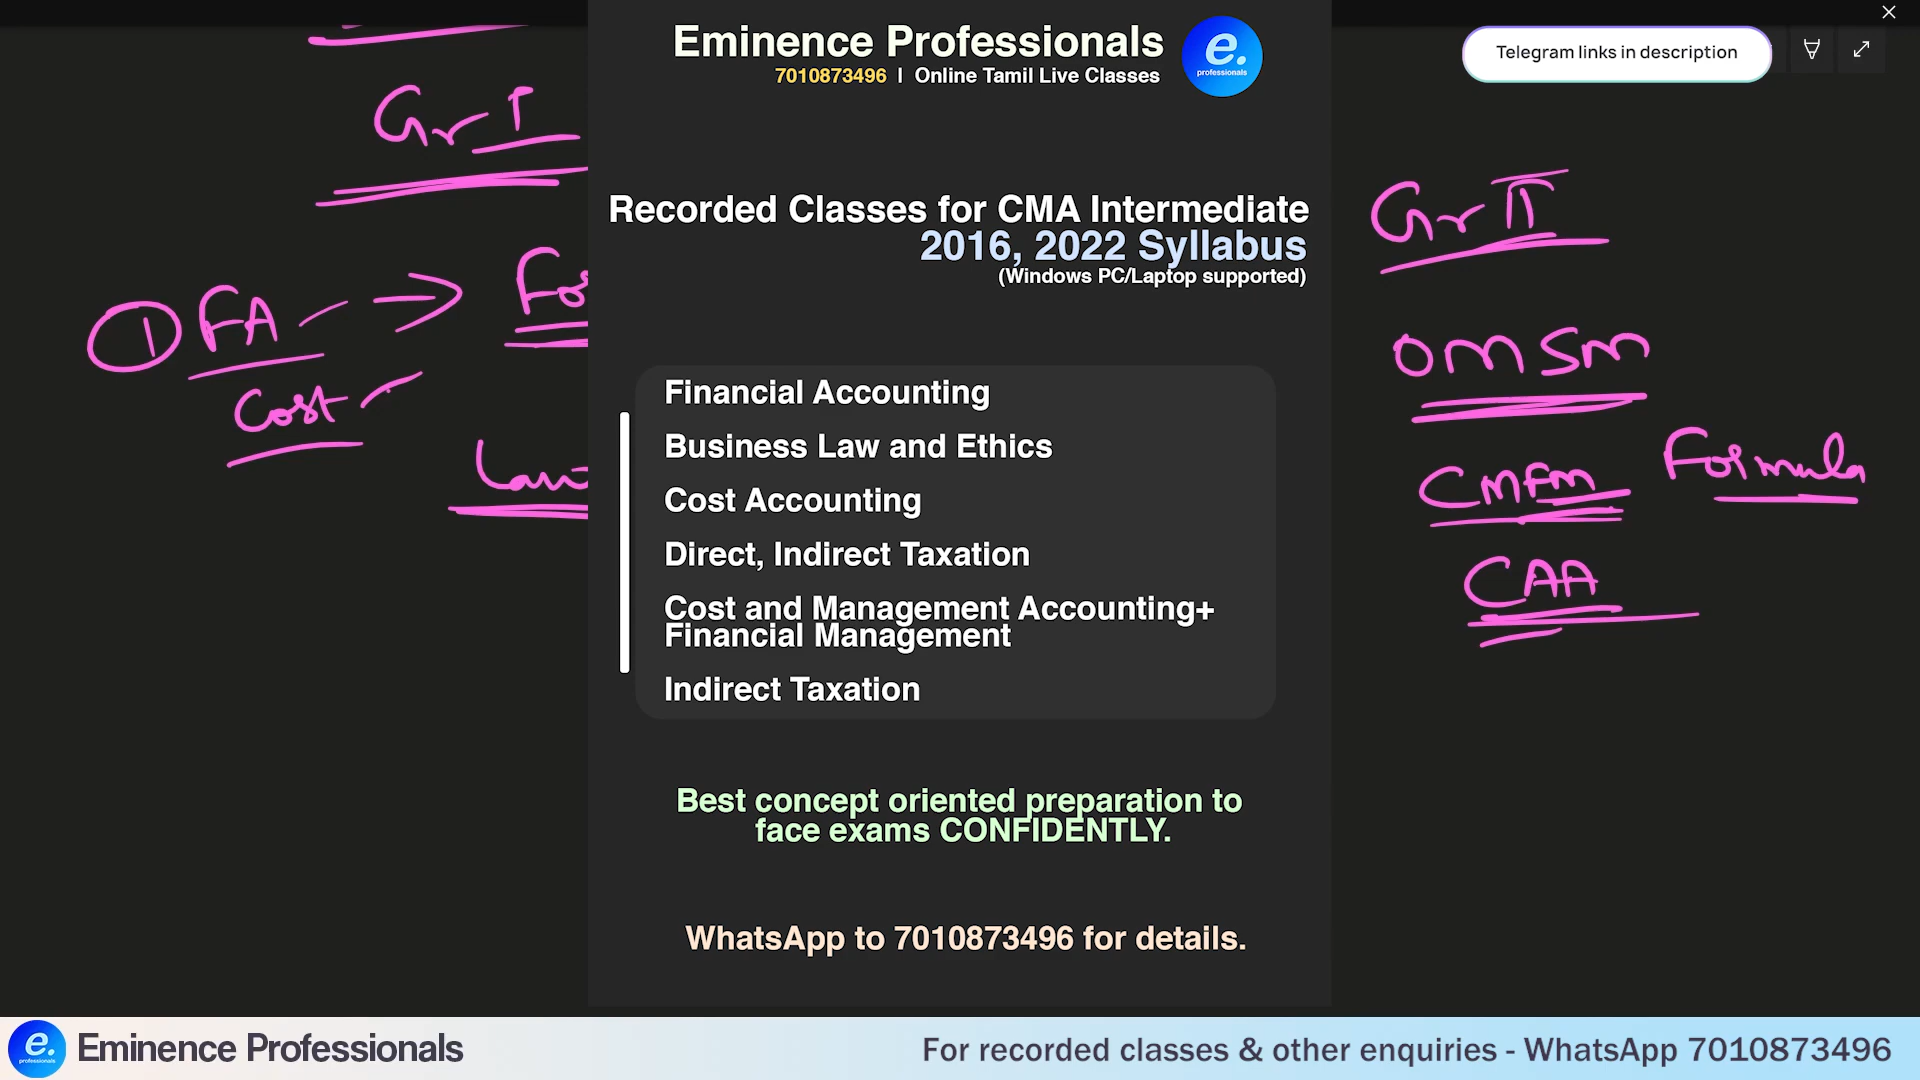 Eminence Professionals
7010873496 | Online Tamil Live Classes
e.
professionals
Telegram links in description
Gr I
Recorded Classes for CMA Intermediate
2016, 2022 Syllabus
(Windows PC/Laptop supported)
Gr II
1 FA
Cost
OMSM
CMFM Formula
CAA
Financial Accounting
Business Law and Ethics
Cost Accounting
Direct, Indirect Taxation
Cost and Management Accounting+
Financial Management
Indirect Taxation
Best concept oriented preparation to
face exams CONFIDENTLY.
WhatsApp to 7010873496 for details.
e.
professionals
Eminence Professionals
For recorded classes & other enquiries - WhatsApp 7010873496